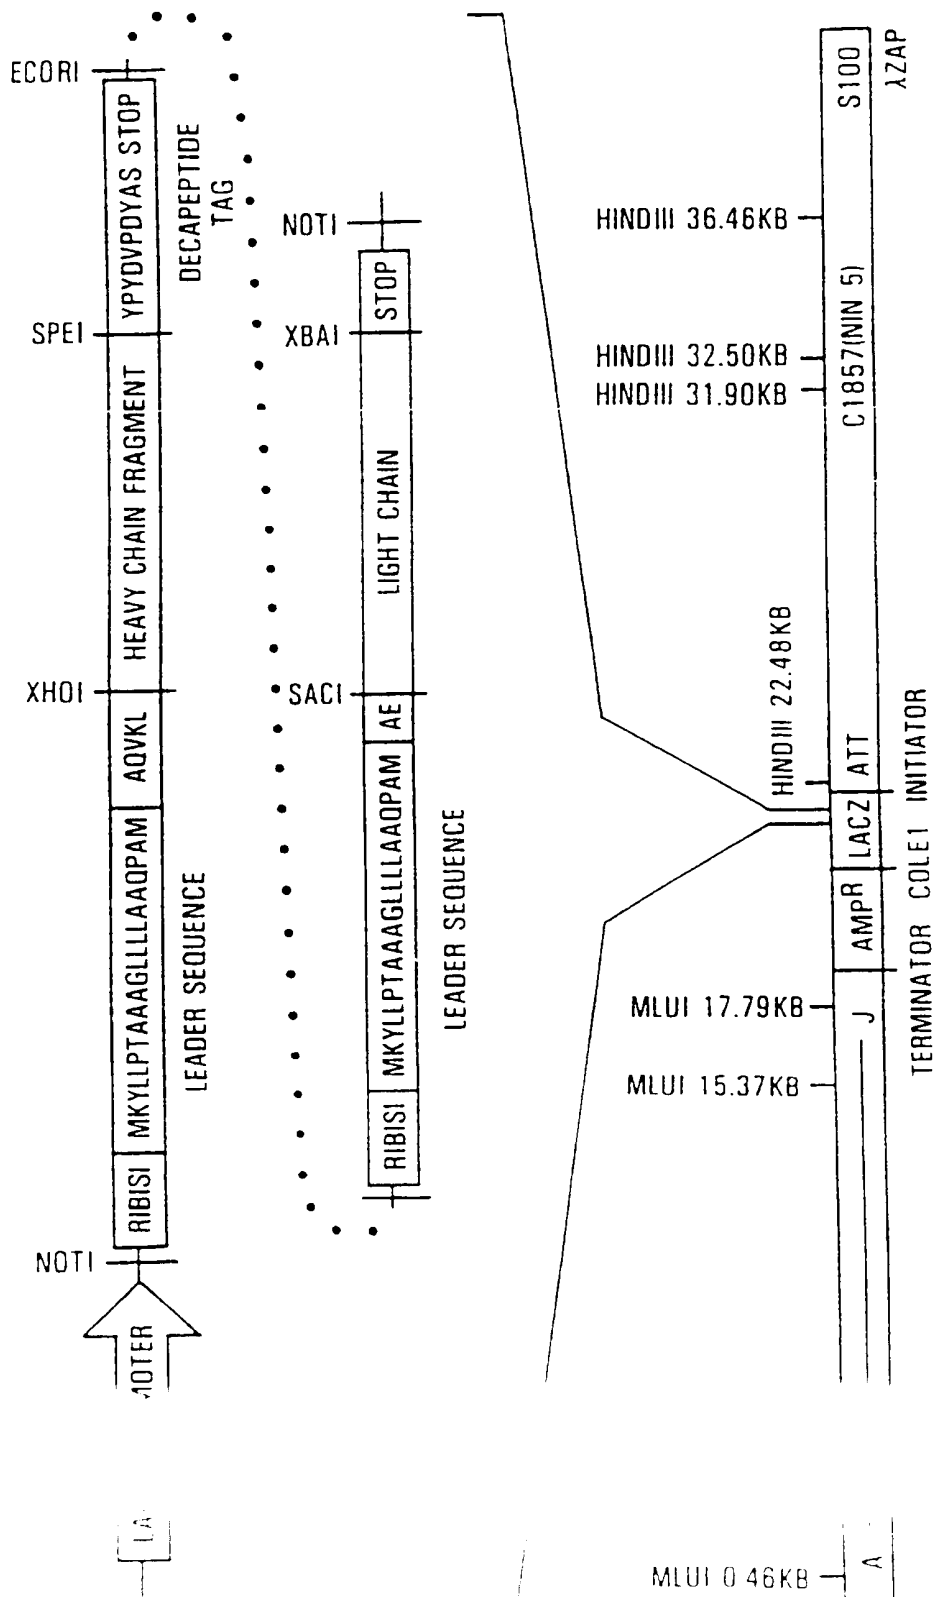 ECORI
SPEI
XHOI
NOTI
YPYDVPDYAS STOP
HEAVY CHAIN FRAGMENT
AQVKL
MKYLLPTAAAGLLLLAAQPAM
RIBISI
DECAPEPTIDE
TAG
LEADER SEQUENCE
NOTI
XBAI
SACI
STOP
LIGHT CHAIN
AE
MKYLLPTAAAGLLLLAAQPAM
RIBISI
LEADER SEQUENCE
HINDIII 36.46KB
HINDIII 32.50KB
HINDIII 31.90KB
HINDIII 22.48KB
MLUI 17.79KB
MLUI 15.37KB
MLUI 0.46KB
S100
C1857(NIN 5)
ATT
LACZ
AMPR
J
A
λZAP
TERMINATOR COLE1 INITIATOR